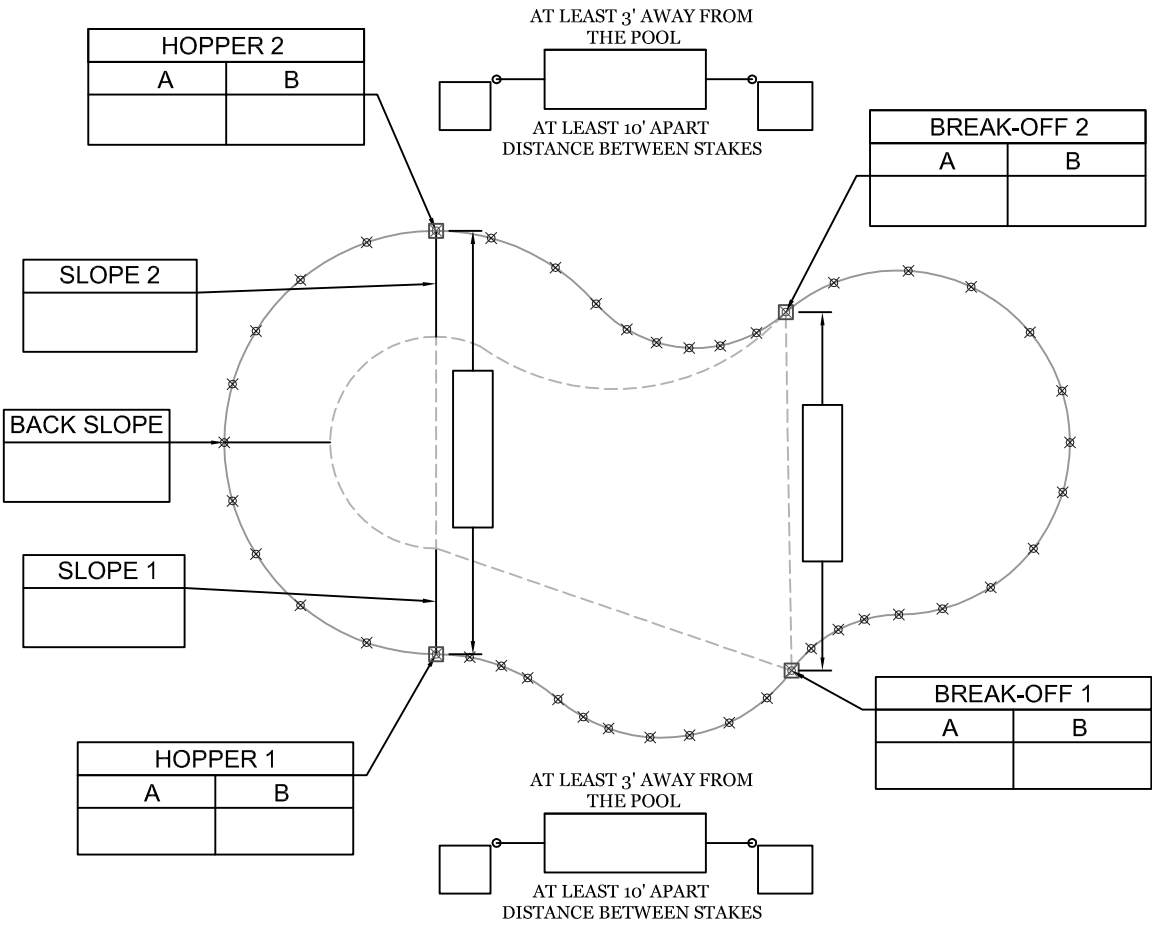 AT LEAST 3' AWAY FROM
THE POOL
HOPPER 2
A B
AT LEAST 10' APART
DISTANCE BETWEEN STAKES
BREAK-OFF 2
A B
SLOPE 2
BACK SLOPE
SLOPE 1
BREAK-OFF 1
A B
HOPPER 1
A B
AT LEAST 3' AWAY FROM
THE POOL
AT LEAST 10' APART
DISTANCE BETWEEN STAKES